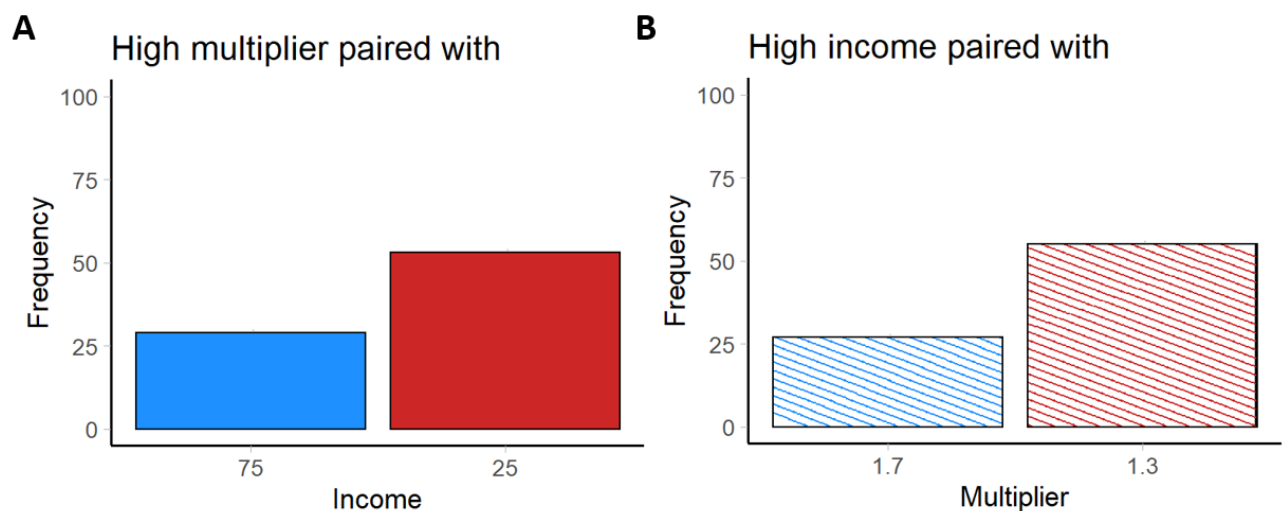 A
High multiplier paired with
100
75
50
25
0
Frequency
75 25
Income
B
High income paired with
100
75
50
25
0
Frequency
1.7 1.3
Multiplier